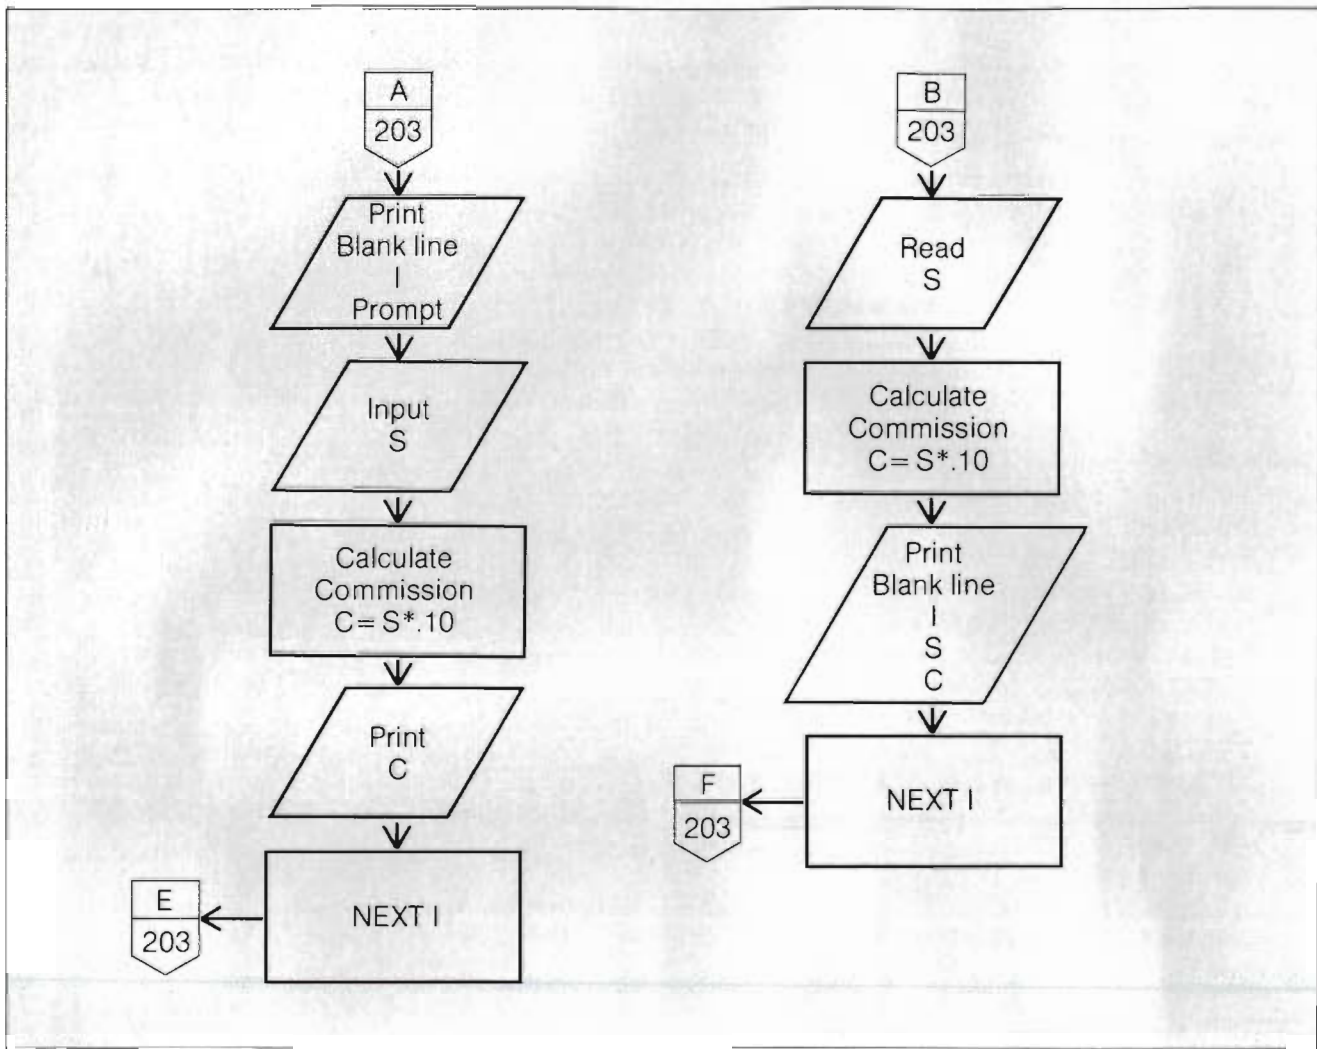 A
203
Print
Blank line
I
Prompt
Input
S
Calculate
Commission
C=S*.10
Print
C
NEXT I
E
203
B
203
Read
S
Calculate
Commission
C=S*.10
Print
Blank line
I
S
C
NEXT I
F
203